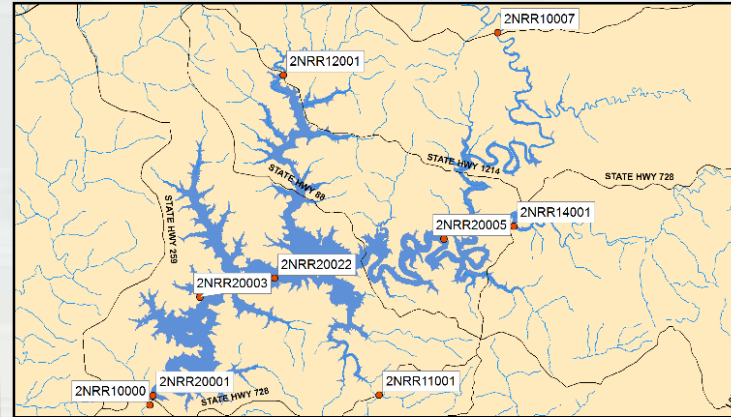 2NRR10007
2NRR12001
STATE HWY 1214
STATE HWY 728
STATE HWY 88
STATE HWY 259
2NRR14001
2NRR20005
2NRR20022
2NRR20003
2NRR20001
2NRR10000
STATE HWY 728
2NRR11001